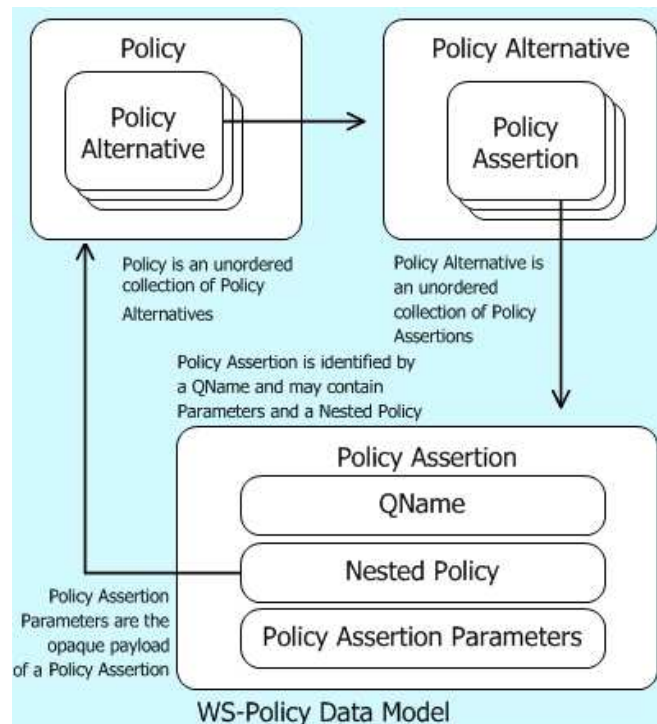 Policy
Policy
Alternative
Policy Alternative
Policy
Assertion
Policy is an unordered
collection of Policy
Alternatives
Policy Alternative is
an unordered
collection of Policy
Assertions
Policy Assertion is identified by
a QName and may contain
Parameters and a Nested Policy
Policy Assertion
QName
Nested Policy
Policy Assertion Parameters
Policy Assertion
Parameters are the
opaque payload
of a Policy Assertion
WS-Policy Data Model